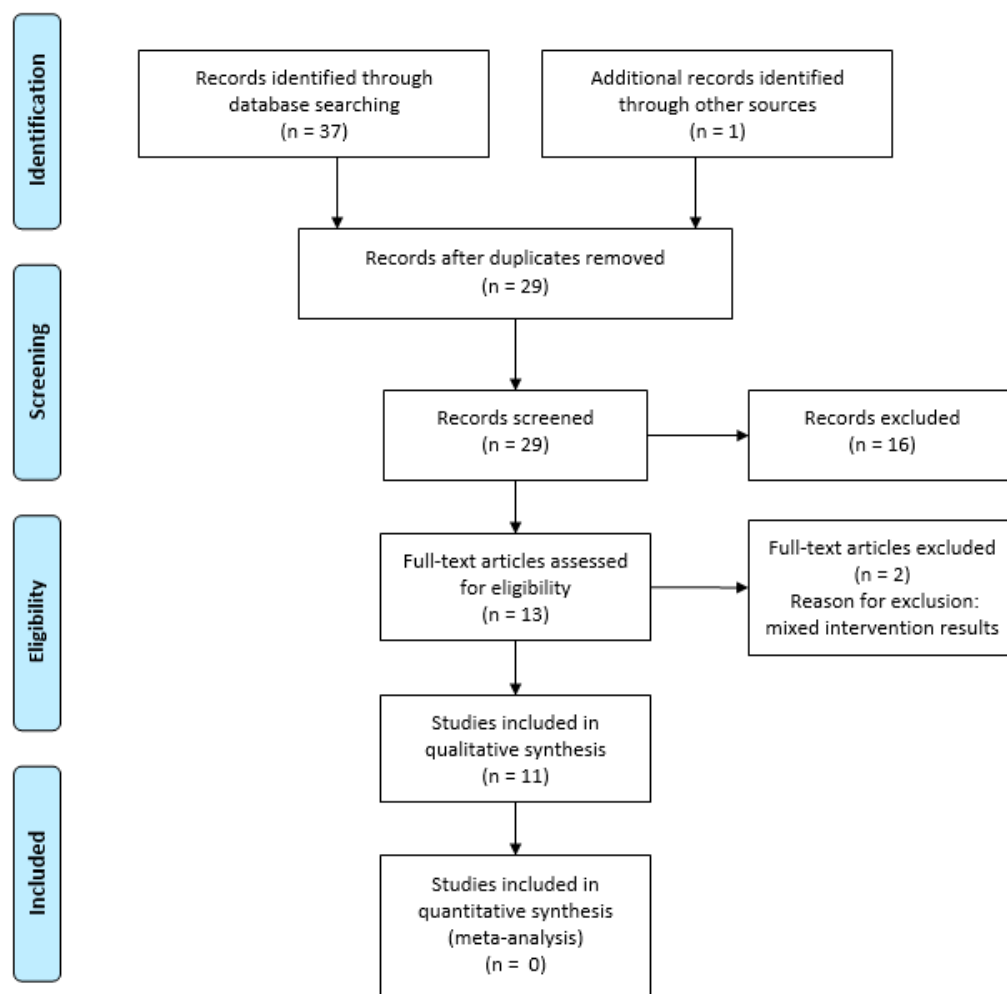 Identification
Records identified through
database searching
(n = 37)
Additional records identified
through other sources
(n = 1)
Records after duplicates removed
(n = 29)
Screening
Records screened
(n = 29)
Records excluded
(n = 16)
Eligibility
Full-text articles assessed
for eligibility
(n = 13)
Full-text articles excluded
(n = 2)
Reason for exclusion:
mixed intervention results
Studies included in
qualitative synthesis
(n = 11)
Included
Studies included in
quantitative synthesis
(meta-analysis)
(n = 0)